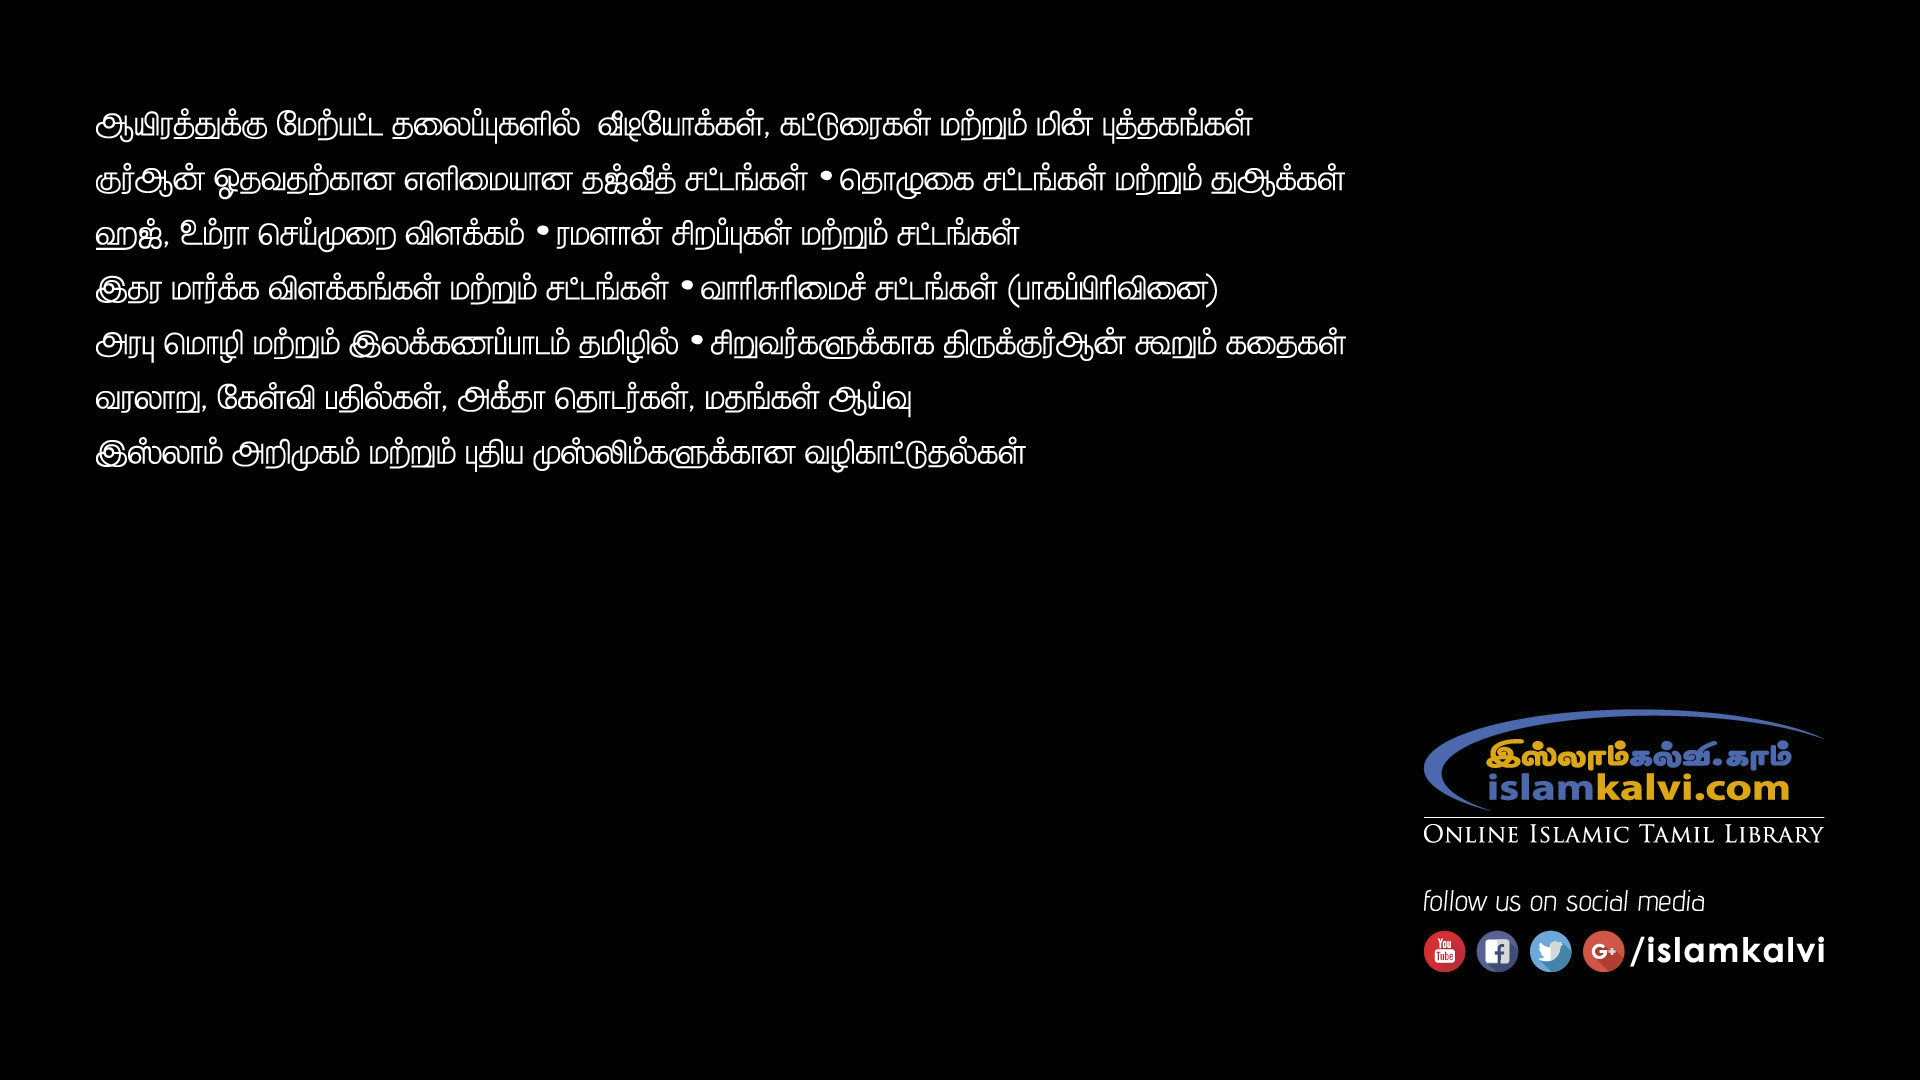 ஆயிரத்துக்கு மேற்பட்ட தலைப்புகளில் வீடியோக்கள், கட்டுரைகள் மற்றும் மின் புத்தகங்கள்
குர்ஆன் ஓதவதற்கான எளிமையான தஜ்வீத் சட்டங்கள் • தொழுகை சட்டங்கள் மற்றும் துஆக்கள்
ஹஜ், உம்ரா செய்முறை விளக்கம் • ரமளான் சிறப்புகள் மற்றும் சட்டங்கள்
இதர மார்க்க விளக்கங்கள் மற்றும் சட்டங்கள் • வாரிசுரிமைச் சட்டங்கள் (பாகப்பிரிவினை)
அரபு மொழி மற்றும் இலக்கணப்பாடம் தமிழில் • சிறுவர்களுக்காக திருக்குர்ஆன் கூறும் கதைகள்
வரலாறு, கேள்வி பதில்கள், அகீதா தொடர்கள், மதங்கள் ஆய்வு
இஸ்லாம் அறிமுகம் மற்றும் புதிய முஸ்லிம்களுக்கான வழிகாட்டுதல்கள்
இஸ்லாம்கல்வி.காம்
islamkalvi.com
ONLINE ISLAMIC TAMIL LIBRARY
follow us on social media
You Tube f G+ /islamkalvi